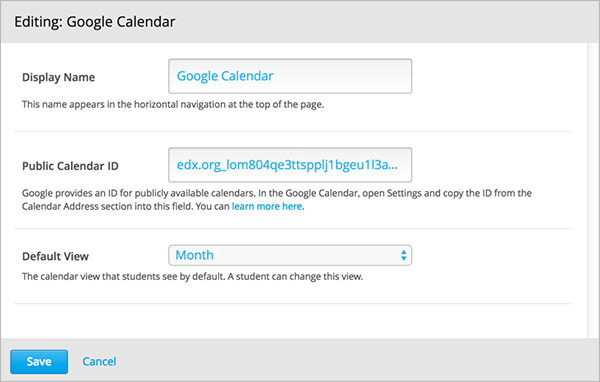 Editing: Google Calendar
Display Name
Google Calendar
This name appears in the horizontal navigation at the top of the page.
Public Calendar ID
edx.org_lom804qe3ttspplj1bgeu1l3a...
Google provides an ID for publicly available calendars. In the Google Calendar, open Settings and copy the ID from the
Calendar Address section into this field. You can learn more here.
Default View
Month
The calendar view that students see by default. A student can change this view.
Save
Cancel